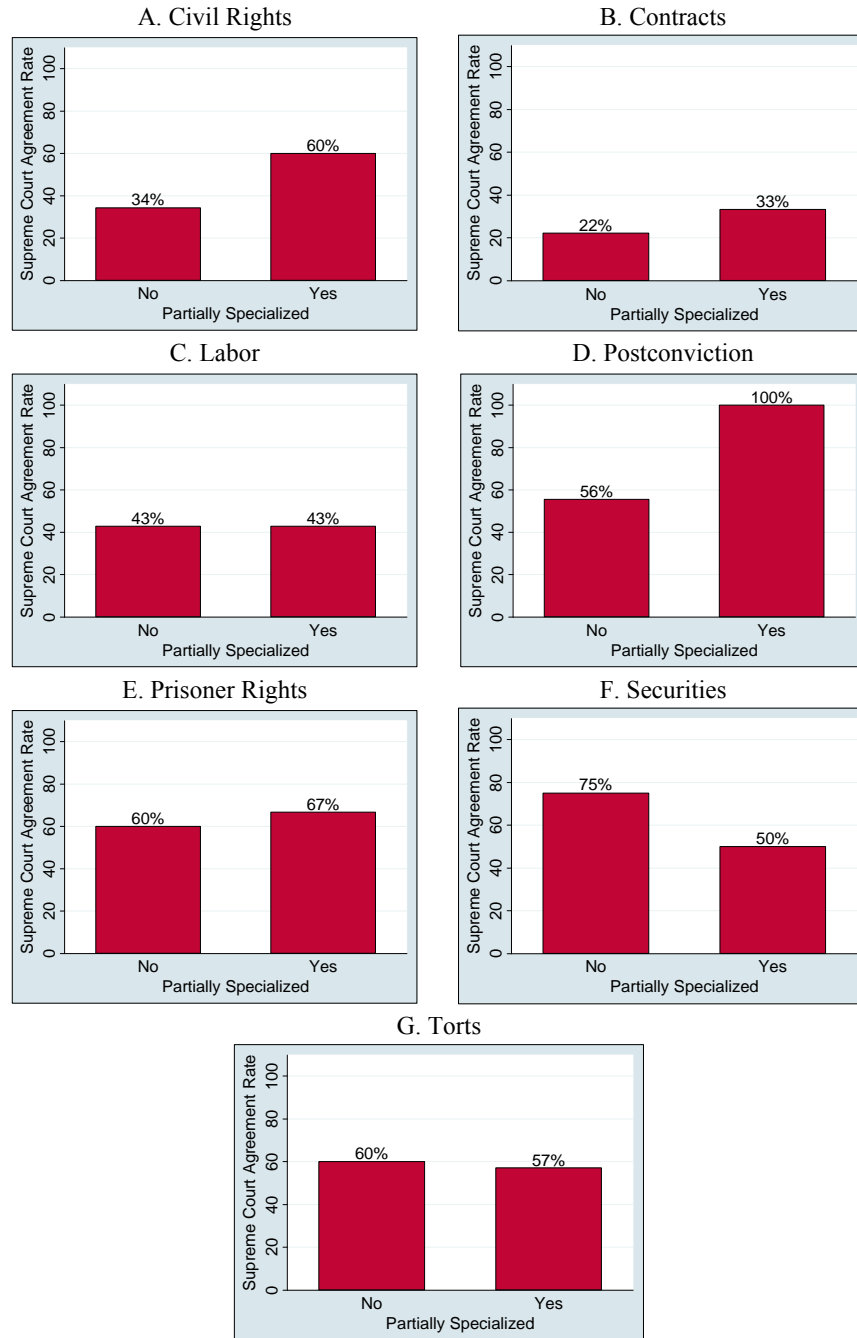 A. Civil Rights
Supreme Court Agreement Rate
100
80
60
40
20
0
34%
60%
No
Yes
Partially Specialized
B. Contracts
Supreme Court Agreement Rate
100
80
60
40
20
0
22%
33%
No
Yes
Partially Specialized
C. Labor
Supreme Court Agreement Rate
100
80
60
40
20
0
43%
43%
No
Yes
Partially Specialized
D. Postconviction
Supreme Court Agreement Rate
100
80
60
40
20
0
56%
100%
No
Yes
Partially Specialized
E. Prisoner Rights
Supreme Court Agreement Rate
100
80
60
40
20
0
60%
67%
No
Yes
Partially Specialized
F. Securities
Supreme Court Agreement Rate
100
80
60
40
20
0
75%
50%
No
Yes
Partially Specialized
G. Torts
Supreme Court Agreement Rate
100
80
60
40
20
0
60%
57%
No
Yes
Partially Specialized